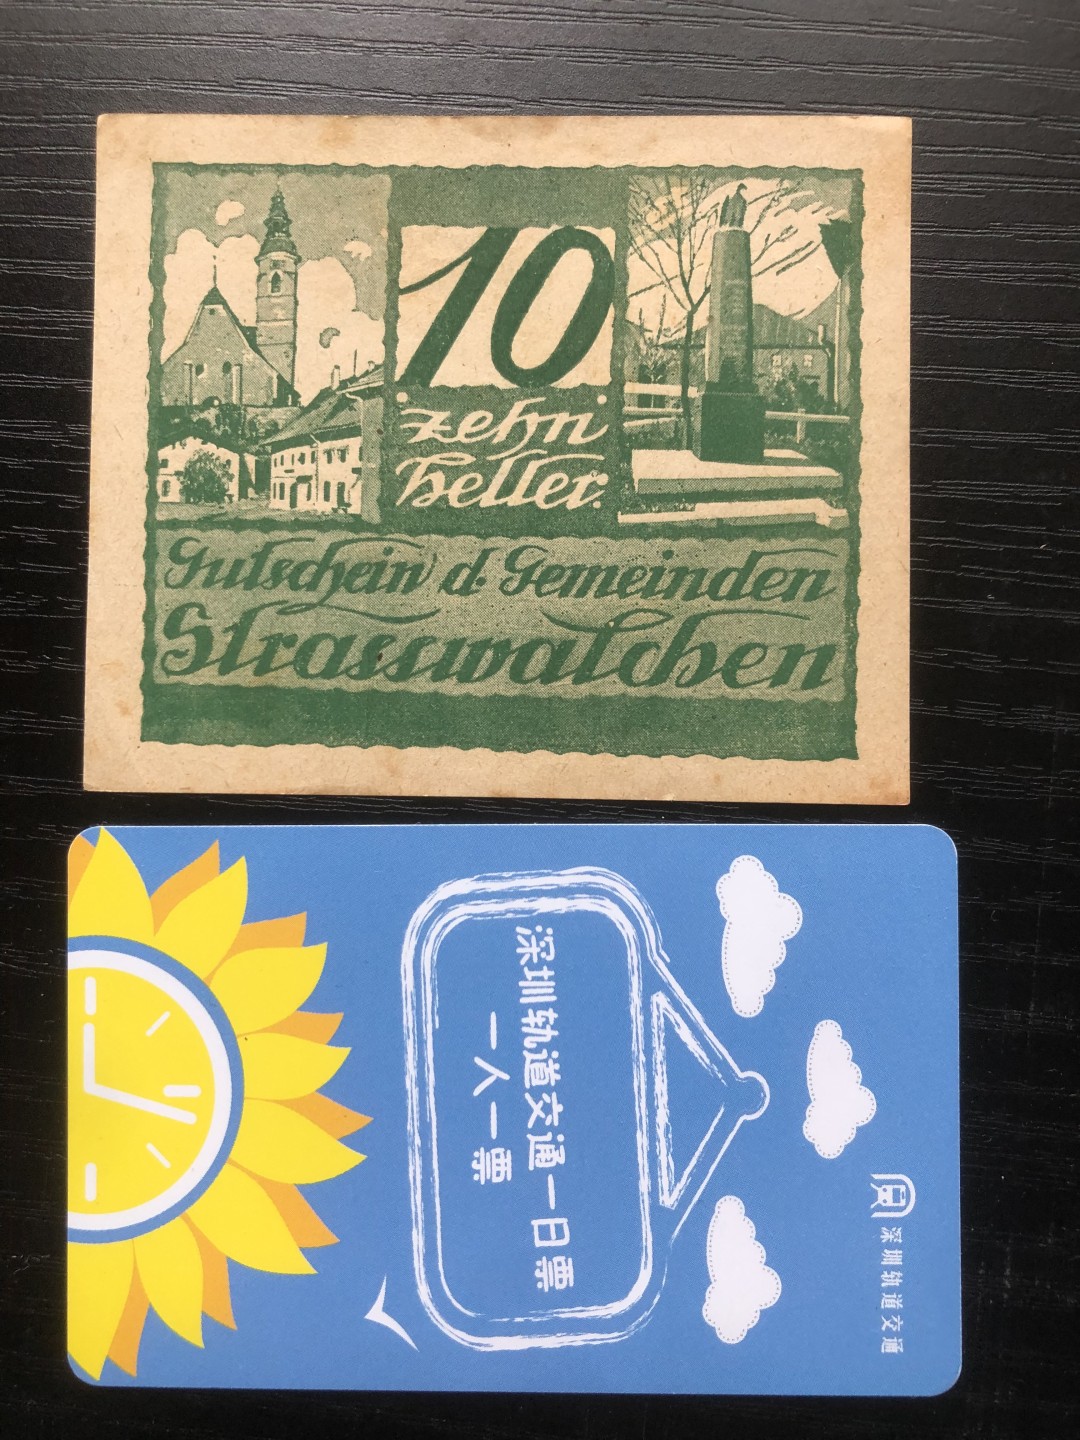 10
"zehn"
Heller.
Gutschein d. Gemeinden
Strasswalchen
深圳轨道交通一日票
一人一票
深圳轨道交通